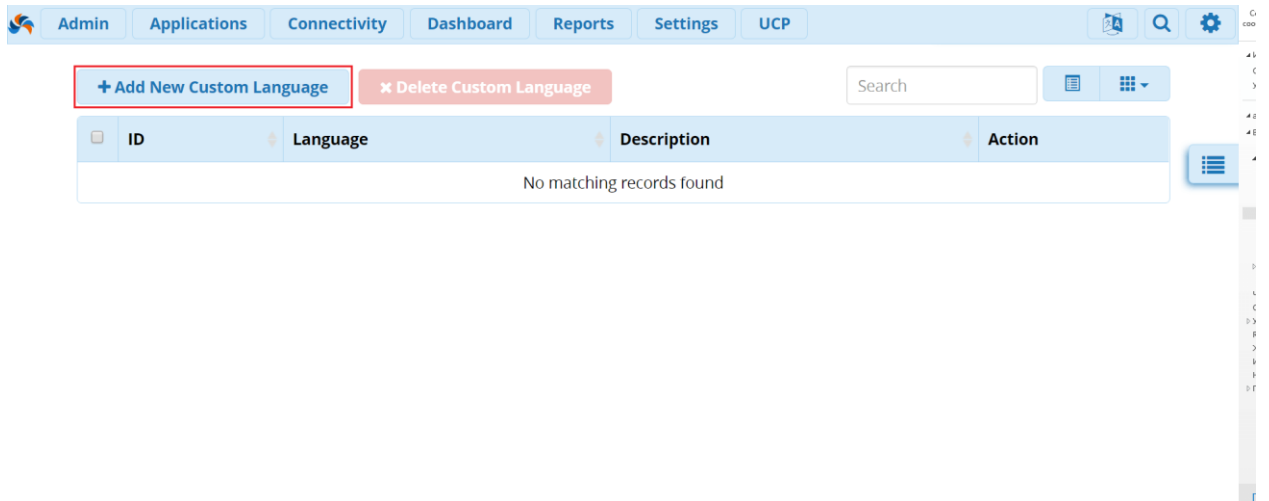 Admin Applications Connectivity Dashboard Reports Settings UCP
Add New Custom Language Delete Custom Language Search
ID Language Description Action
No matching records found